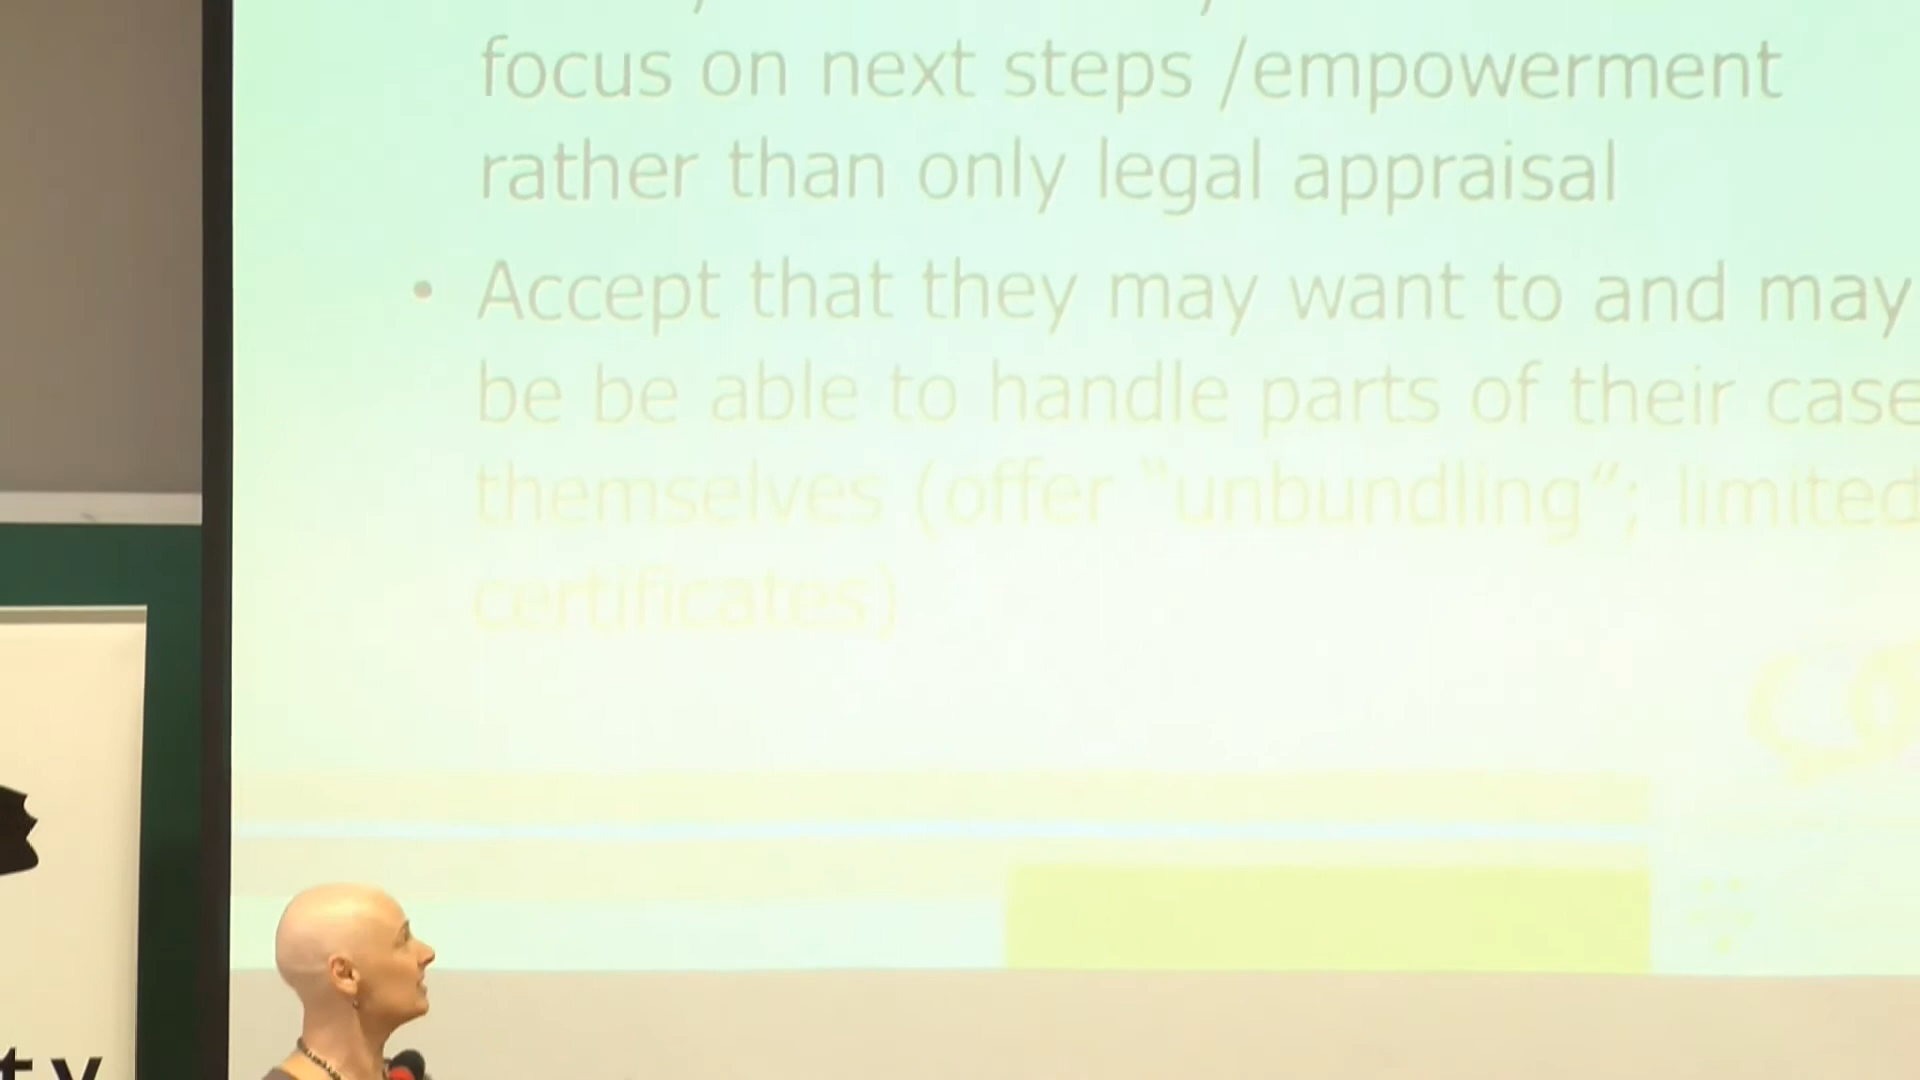 focus on next steps /empowerment
rather than only legal appraisal
• Accept that they may want to and may
be be able to handle parts of their case
themselves (offer “unbundling“; limited
certificates)
ty